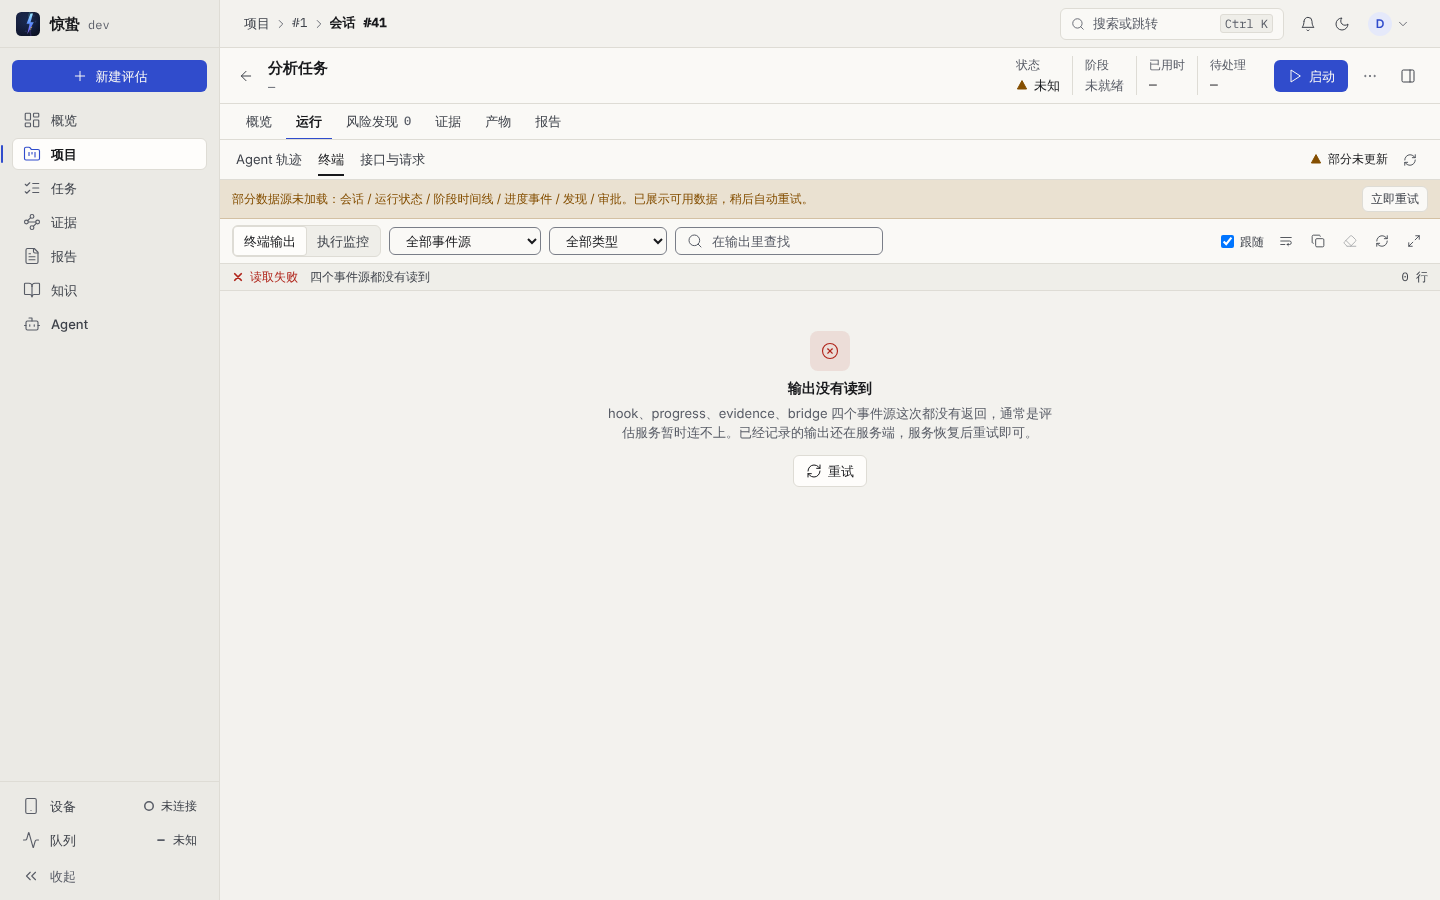 惊蛰 dev
项目 > #1 > 会话 #41
搜索或跳转 Ctrl K
D
新建评估
概览
项目
任务
证据
报告
知识
Agent
设备 未连接
队列 未知
收起
分析任务
—
状态 阶段 已用时 待处理
未知 未就绪 — —
启动
概览 运行 风险发现 0 证据 产物 报告
Agent 轨迹 终端 接口与请求
部分未更新
部分数据源未加载：会话 / 运行状态 / 阶段时间线 / 进度事件 / 发现 / 审批。已展示可用数据，稍后自动重试。
立即重试
终端输出 执行监控 全部事件源 全部类型 在输出里查找
跟随
读取失败 四个事件源都没有读到
0 行
输出没有读到
hook、progress、evidence、bridge 四个事件源这次都没有返回，通常是评
估服务暂时连不上。已经记录的输出还在服务端，服务恢复后重试即可。
重试